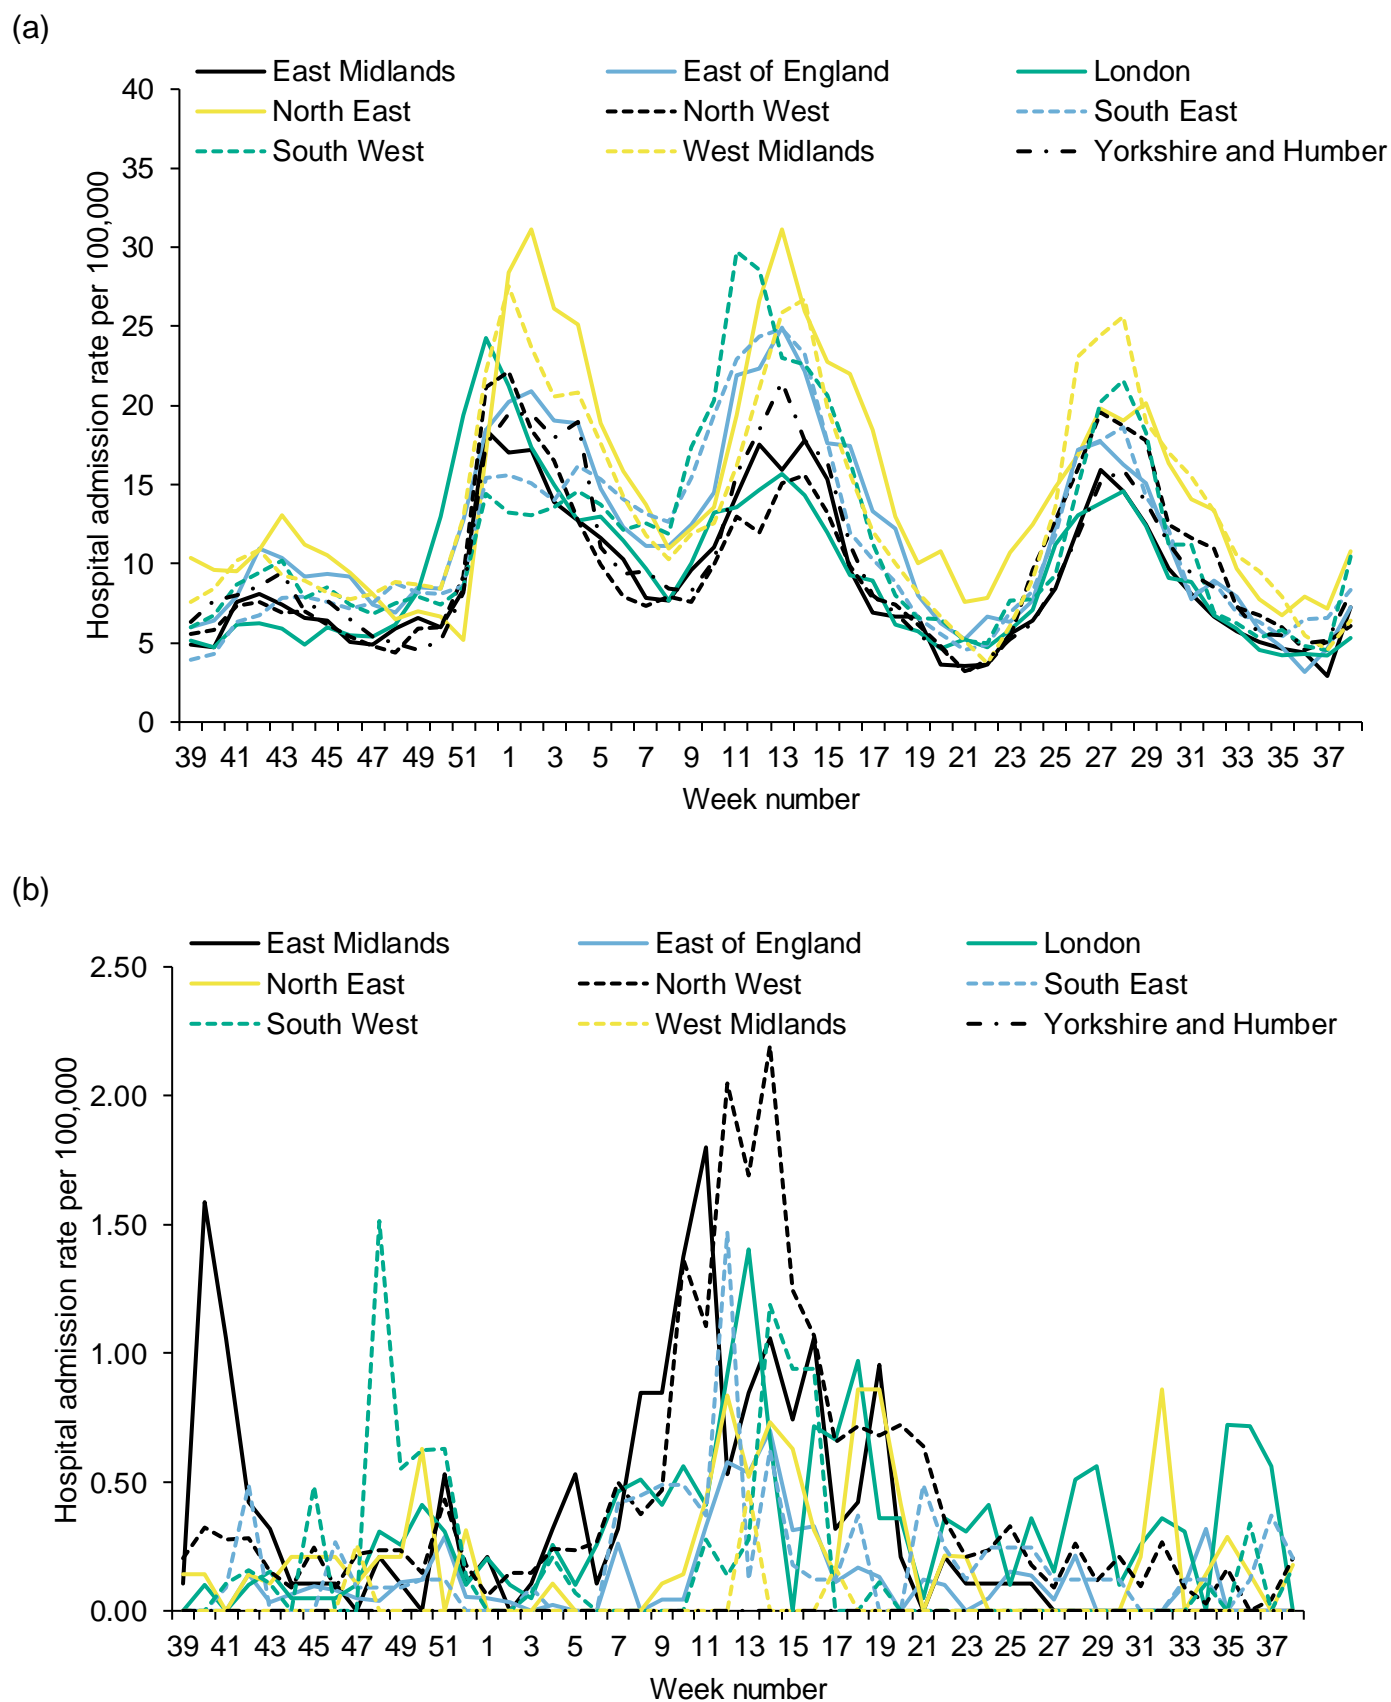 (a)
East Midlands East of England London
North East North West South East
South West West Midlands Yorkshire and Humber
40
35
30
25
20
15
10
5
0
Hospital admission rate per 100,000
39 41 43 45 47 49 51 1 3 5 7 9 11 13 15 17 19 21 23 25 27 29 31 33 35 37
Week number
(b)
East Midlands East of England London
North East North West South East
South West West Midlands Yorkshire and Humber
2.50
2.00
1.50
1.00
0.50
0.00
Hospital admission rate per 100,000
39 41 43 45 47 49 51 1 3 5 7 9 11 13 15 17 19 21 23 25 27 29 31 33 35 37
Week number